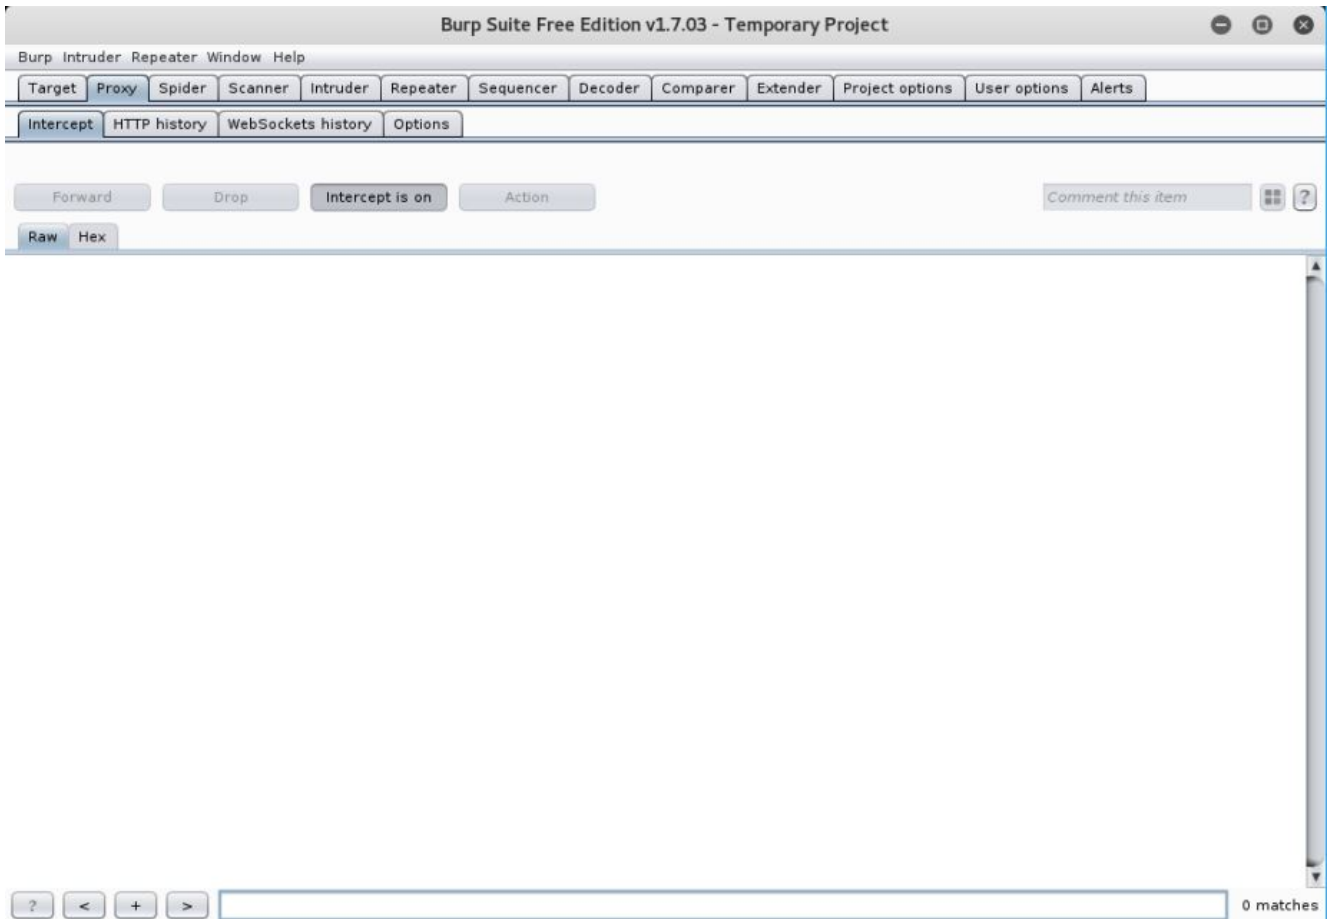 Burp Suite Free Edition v1.7.03 - Temporary Project
Burp Intruder Repeater Window Help
Target Proxy Spider Scanner Intruder Repeater Sequencer Decoder Comparer Extender Project options User options Alerts
Intercept HTTP history WebSockets history Options
Forward Drop Intercept is on Action Comment this item ?
Raw Hex
? < + > 0 matches